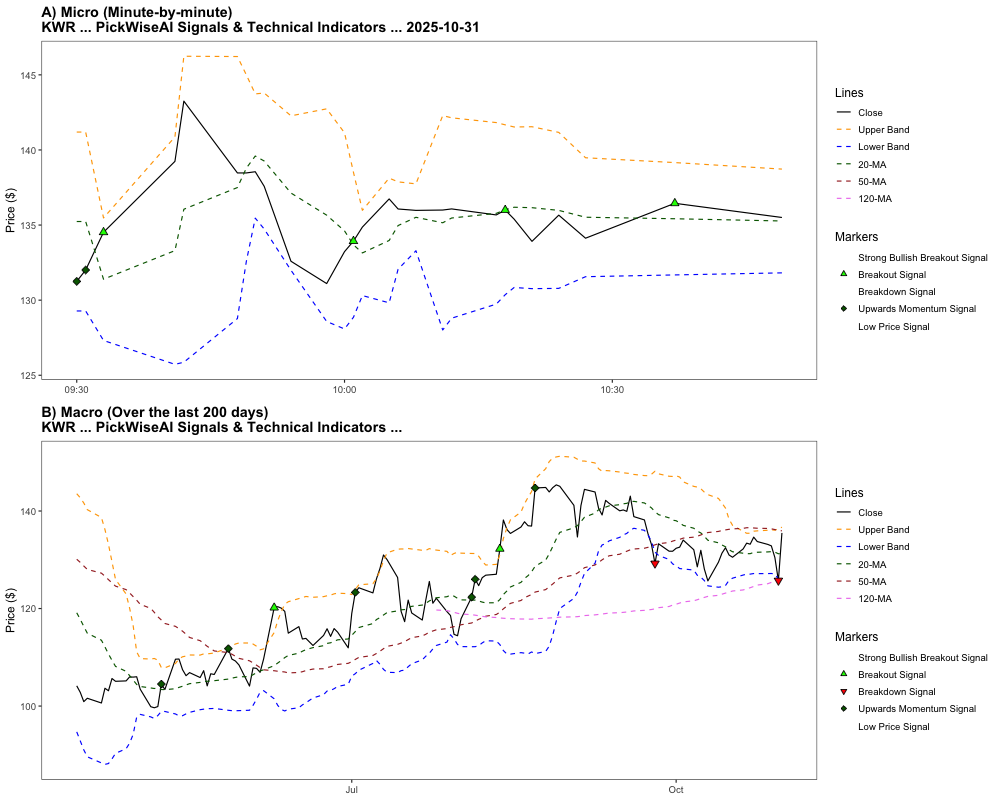 A) Micro (Minute-by-minute)
KWR ... PickWiseAI Signals & Technical Indicators ... 2025-10-31
Price ($)
145
140
135
130
125
09:30
10:00
10:30
Lines
Close
Upper Band
Lower Band
20-MA
50-MA
120-MA
Markers
Strong Bullish Breakout Signal
Breakout Signal
Breakdown Signal
Upwards Momentum Signal
Low Price Signal
B) Macro (Over the last 200 days)
KWR ... PickWiseAI Signals & Technical Indicators ...
Price ($)
140
120
100
Jul
Oct
Lines
Close
Upper Band
Lower Band
20-MA
50-MA
120-MA
Markers
Strong Bullish Breakout Signal
Breakout Signal
Breakdown Signal
Upwards Momentum Signal
Low Price Signal